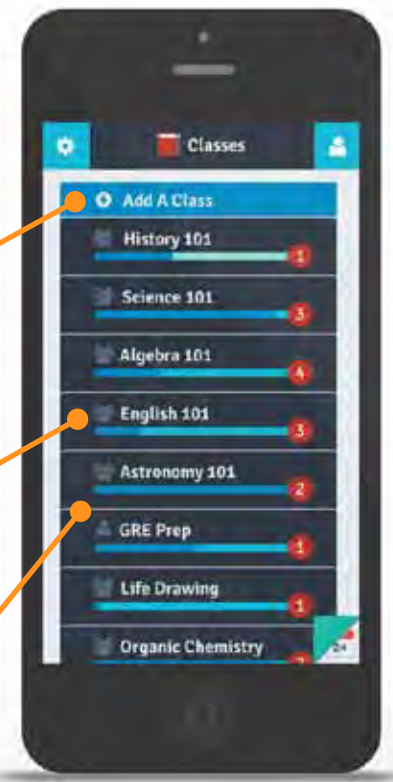 Classes
Add A Class
History 101
1
Science 101
3
Algebra 101
4
English 101
3
Astronomy 101
2
GRE Prep
1
Life Drawing
1
Organic Chemistry